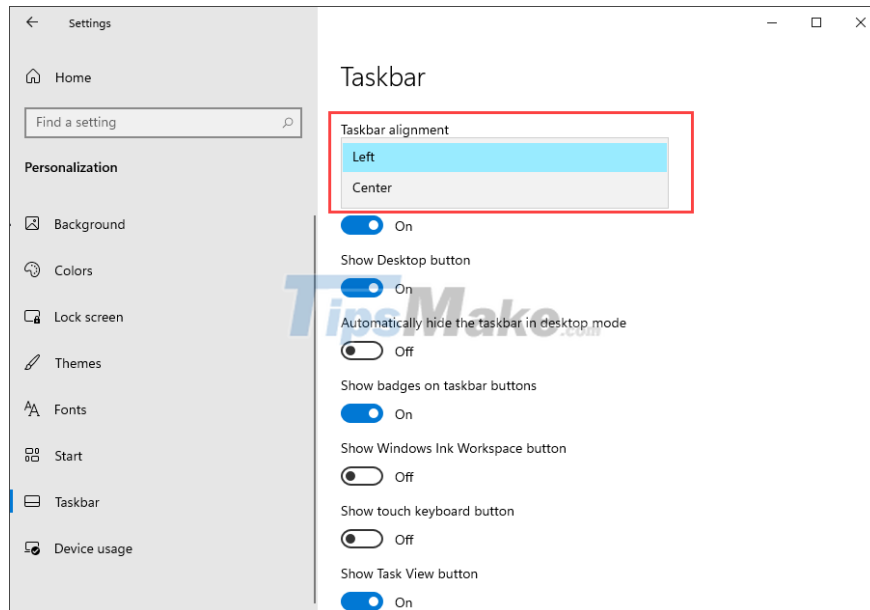 Settings
Home
Find a setting
Personalization
Background
Colors
Lock screen
Themes
Fonts
Start
Taskbar
Device usage
Taskbar
Taskbar alignment
Left
Center
On
Show Desktop button
On
Automatically hide the taskbar in desktop mode
Off
Show badges on taskbar buttons
On
Show Windows Ink Workspace button
Off
Show touch keyboard button
Off
Show Task View button
On
TipsMake.com